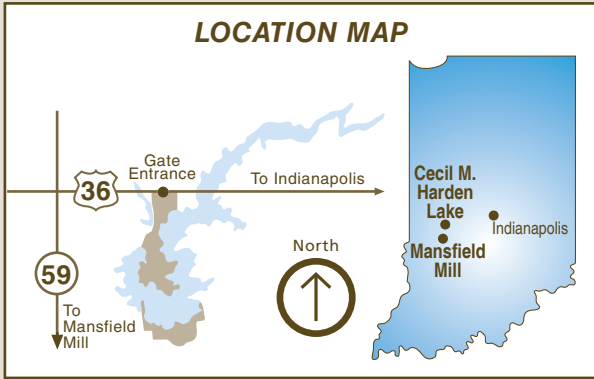 LOCATION MAP
Gate
Entrance
36
To Indianapolis
59
To
Mansfield
Mill
North
Cecil M.
Harden
Lake
Indianapolis
Mansfield
Mill